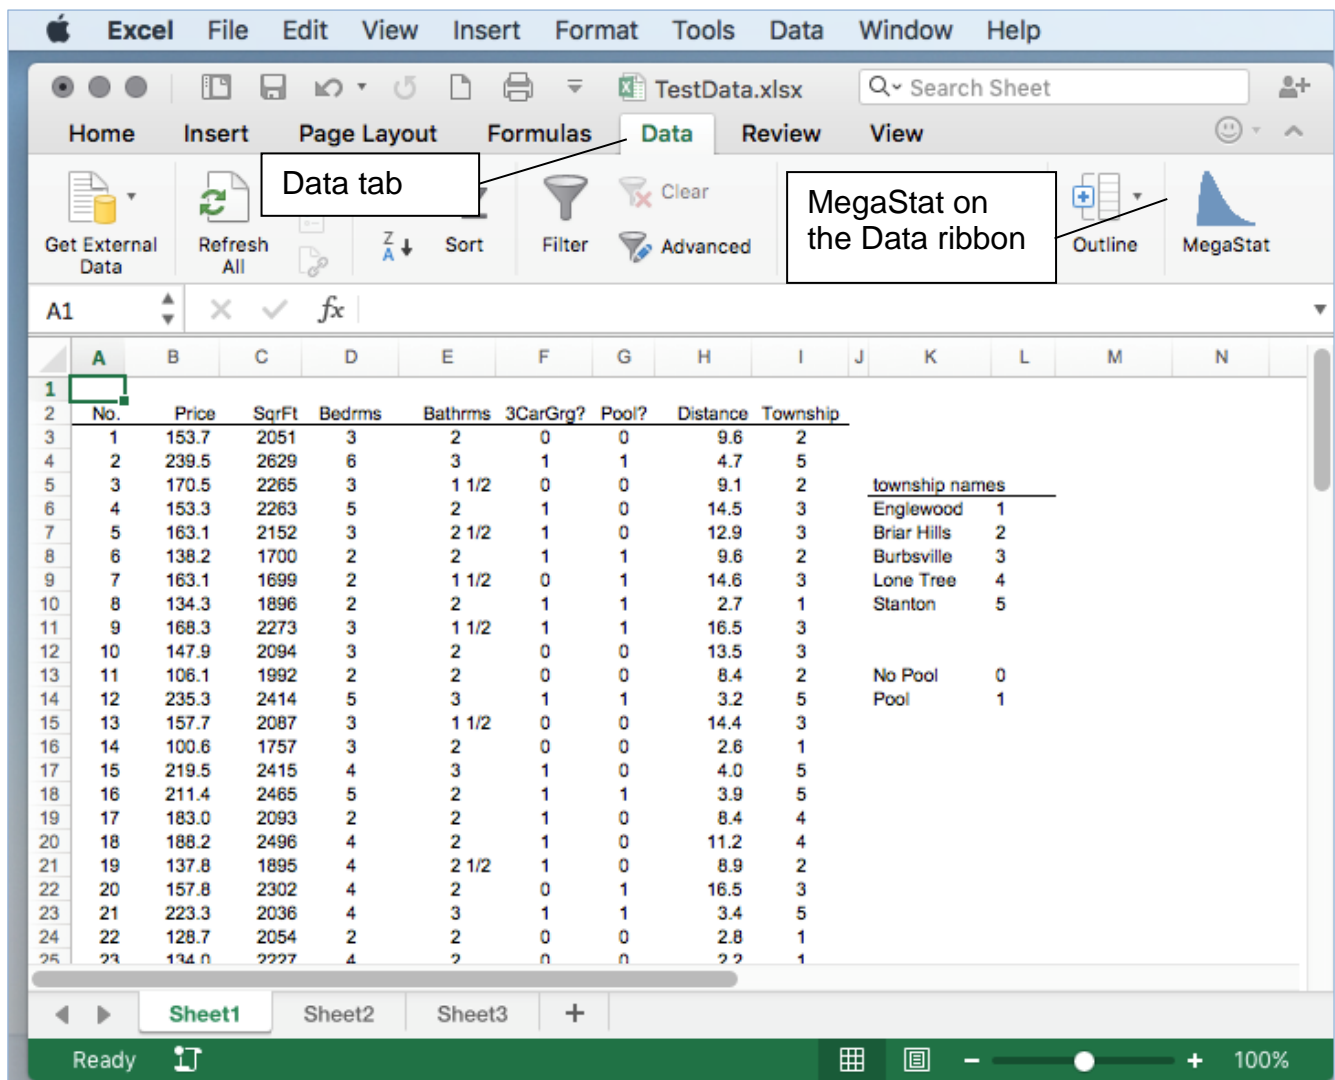 Excel File Edit View Insert Format Tools Data Window Help
TestData.xlsx Search Sheet
Home Insert Page Layout Formulas Data Review View
Data tab
MegaStat on
the Data ribbon
Get External
Data
Refresh
All
Z
A
Sort
Filter
Clear
Advanced
Outline
MegaStat
A1 fx
A B C D E F G H I J K L M N
1
2 No. Price SqrFt Bedrms Bathrms 3CarGrg? Pool? Distance Township
3 1 153.7 2051 3 2 0 0 9.6 2
4 2 239.5 2629 6 3 1 1 4.7 5
5 3 170.5 2265 3 1 1/2 0 0 9.1 2 township names
6 4 153.3 2263 5 2 1 0 14.5 3 Englewood 1
7 5 163.1 2152 3 2 1/2 1 0 12.9 3 Briar Hills 2
8 6 138.2 1700 2 2 1 1 9.6 2 Burbsville 3
9 7 163.1 1699 2 1 1/2 0 1 14.6 3 Lone Tree 4
10 8 134.3 1896 2 2 1 1 2.7 1 Stanton 5
11 9 168.3 2273 3 1 1/2 1 1 16.5 3
12 10 147.9 2094 3 2 0 0 13.5 3
13 11 106.1 1992 2 2 0 0 8.4 2 No Pool 0
14 12 235.3 2414 5 3 1 1 3.2 5 Pool 1
15 13 157.7 2087 3 1 1/2 0 0 14.4 3
16 14 100.6 1757 3 2 0 0 2.6 1
17 15 219.5 2415 4 3 1 0 4.0 5
18 16 211.4 2465 5 2 1 1 3.9 5
19 17 183.0 2093 2 2 1 0 8.4 4
20 18 188.2 2496 4 2 1 0 11.2 4
21 19 137.8 1895 4 2 1/2 1 0 8.9 2
22 20 157.8 2302 4 2 0 1 16.5 3
23 21 223.3 2036 4 3 1 1 3.4 5
24 22 128.7 2054 2 2 0 0 2.8 1
25 23 134.0 2227 4 2 0 0 2.2 1
Sheet1 Sheet2 Sheet3 +
Ready 100%